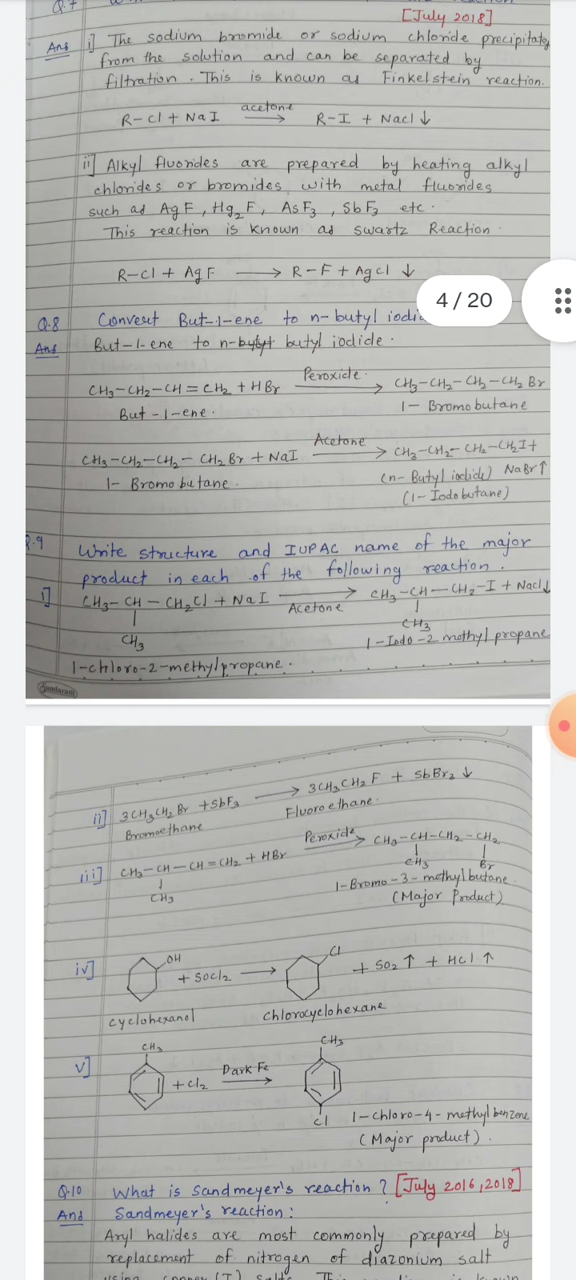 Q.7
[July 2018]
Ans i] The sodium bromide or sodium chloride precipitates
from the solution and can be separated by
filtration. This is known as Finkelstein reaction.
R-Cl + NaI acetone → R-I + NaCl ↓
ii] Alkyl fluorides are prepared by heating alkyl
chlorides or bromides, with metal fluorides
such as AgF, Hg₂F, AsF₃, SbF₃ etc.
This reaction is known as swartz Reaction.
R-Cl + AgF → R-F + AgCl ↓
4 / 20
Q.8 Convert But-1-ene to n-butyl iodi
Ans But-1-ene to n- butyl iodide.
CH₃-CH₂-CH=CH₂ + HBr Peroxide → CH₃-CH₂-CH₂-CH₂Br
But-1-ene. 1-Bromobutane
CH₃-CH₂-CH₂-CH₂Br + NaI Acetone → CH₃-CH₂-CH₂-CH₂I +
1-Bromobutane. (n-Butyl iodide) NaBr ↑
(1-Iodobutane)
.9 Write structure and IUPAC name of the major
product in each of the following reaction.
i] CH₃-CH-CH₂Cl + NaI Acetone → CH₃-CH-CH₂-I + NaCl ↓
CH₃ CH₃
1-chloro-2-methylpropane. 1-Iodo-2 methyl propane
Sundaram
ii] 3CH₃CH₂Br + SbF₃ → 3CH₃CH₂F + SbBr₂ ↓
Bromoethane Fluoroethane.
iii] CH₃-CH-CH=CH₂ + HBr Peroxide → CH₃-CH-CH₂-CH₂
CH₃ CH₃ Br
1-Bromo-3-methylbutane.
(Major Product)
iv] OH + SOCl₂ → Cl + SO₂ ↑ + HCl ↑
cyclohexanol chlorocyclohexane
v] CH₃ + Cl₂ Dark Fe → CH₃
Cl 1-chloro-4-methylbenzene
(Major product).
Q.10 What is Sandmeyer's reaction? [July 2016, 2018]
Ans Sandmeyer's reaction:
Aryl halides are most commonly prepared by
replacement of nitrogen of diazonium salt